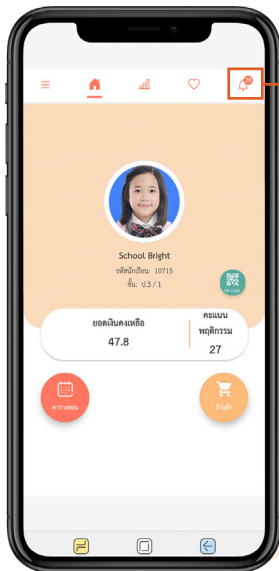 School Bright
รหัสนักเรียน: 10715
ชั้น: ป.3 / 1
QR Code
ยอดเงินคงเหลือ
47.8
คะแนน
พฤติกรรม
27
ตารางสอน
ร้านค้า